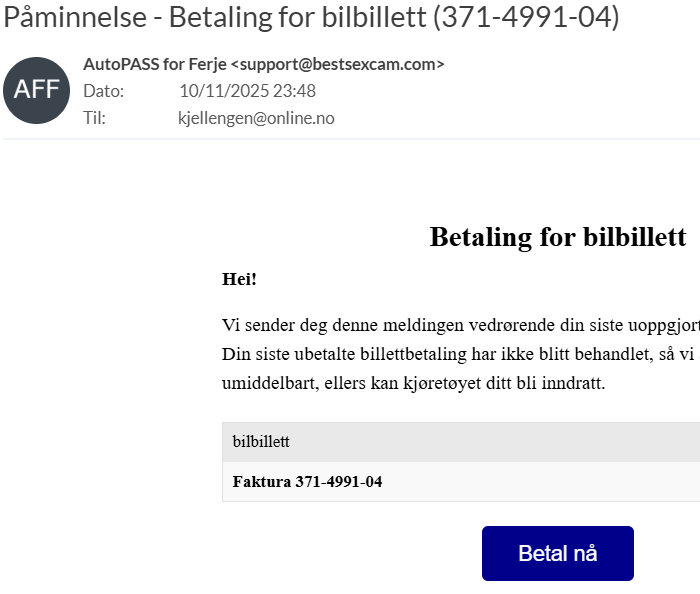 Påminnelse - Betaling for bilbillett (371-4991-04)
AFF
AutoPASS for Ferje <support@bestsexcam.com>
Dato: 10/11/2025 23:48
Til: kjellengen@online.no
Betaling for bilbillett
Hei!
Vi sender deg denne meldingen vedrørende din siste uoppgjort
Din siste ubetalte billettbetaling har ikke blitt behandlet, så vi
umiddelbart, ellers kan kjøretøyet ditt bli inndratt.
bilbillett
Faktura 371-4991-04
Betal nå